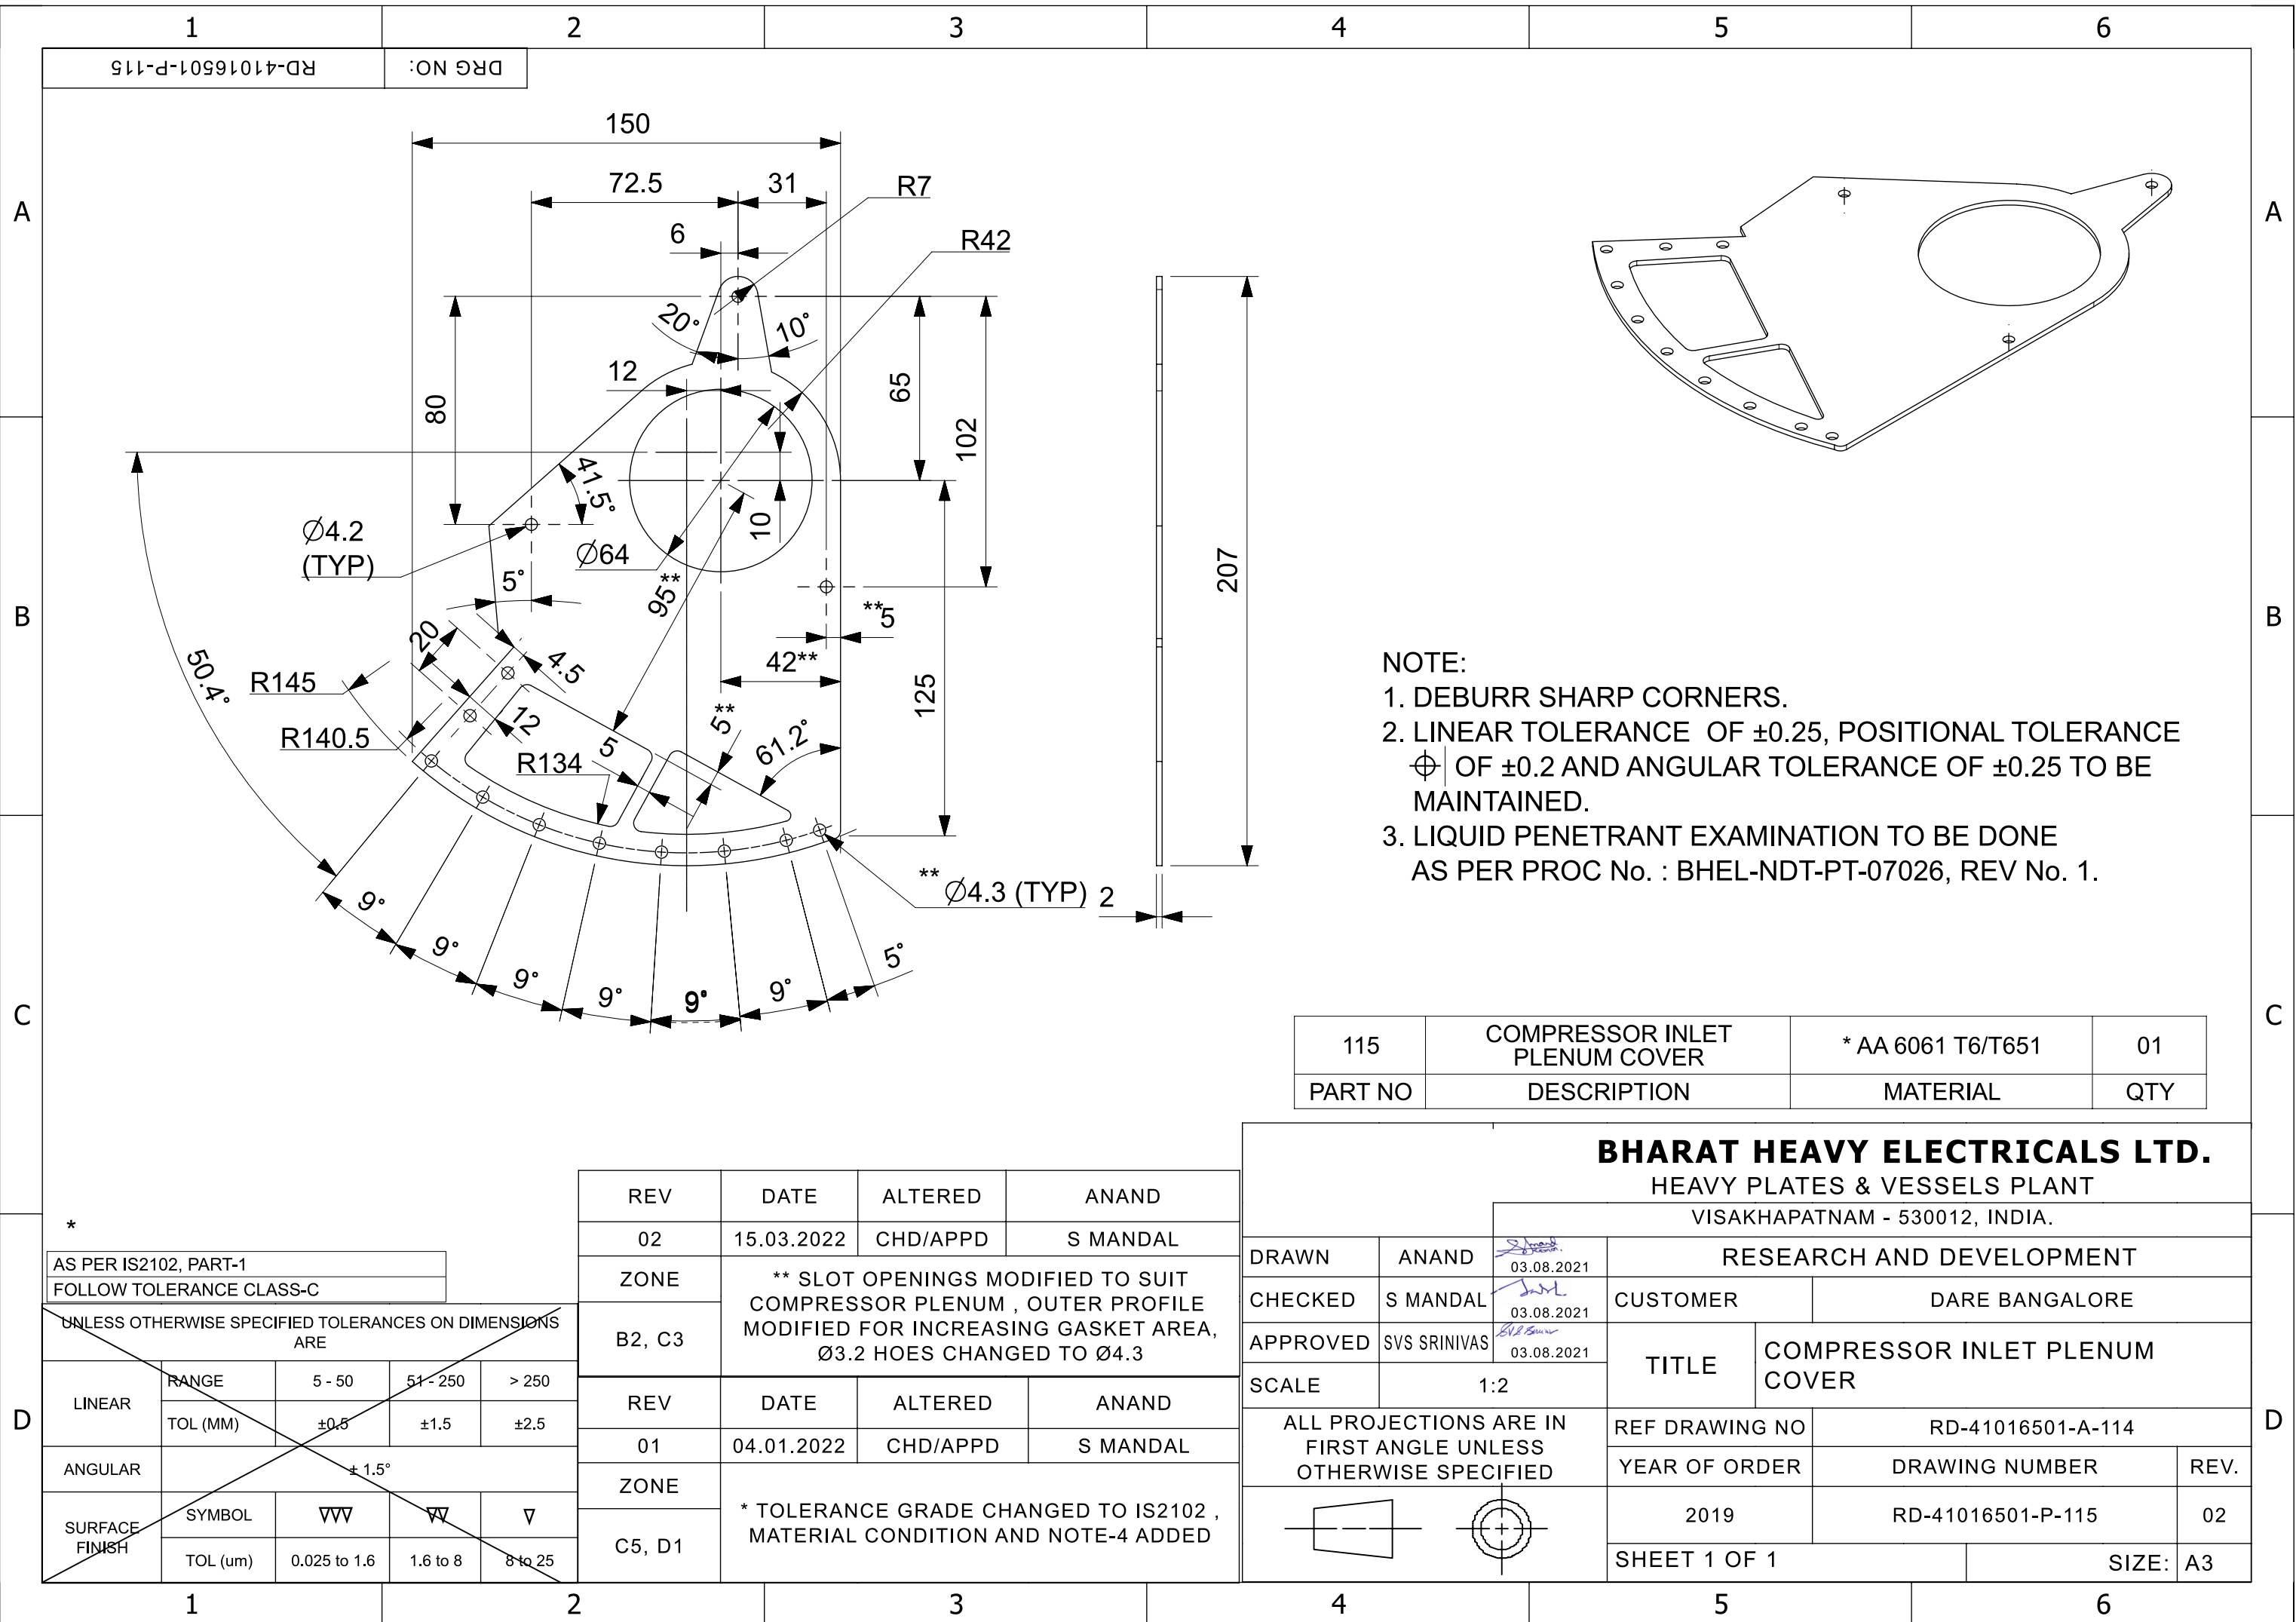 1 2 3 4 5 6
RD-41016501-P-115 DRG NO:
A A
B B
C C
D D
150
72.5 31 R7
6 R42
20° 10°
12
80 65 102
41.5°
Ø4.2
(TYP)
Ø64
10
95**
5°
**5
20
4.5
42**
50.4°
R145
R140.5
12
R134
5
5**
61.2°
125
207
** Ø4.3 (TYP)
2
9° 9° 9° 9° 9° 9° 5°
NOTE:
1. DEBURR SHARP CORNERS.
2. LINEAR TOLERANCE OF ±0.25, POSITIONAL TOLERANCE
⌖ OF ±0.2 AND ANGULAR TOLERANCE OF ±0.25 TO BE
MAINTAINED.
3. LIQUID PENETRANT EXAMINATION TO BE DONE
AS PER PROC No. : BHEL-NDT-PT-07026, REV No. 1.
115 COMPRESSOR INLET PLENUM COVER * AA 6061 T6/T651 01
PART NO DESCRIPTION MATERIAL QTY
*
AS PER IS2102, PART-1
FOLLOW TOLERANCE CLASS-C
UNLESS OTHERWISE SPECIFIED TOLERANCES ON DIMENSIONS
ARE
LINEAR RANGE 5 - 50 51 - 250 > 250
TOL (MM) ±0.5 ±1.5 ±2.5
ANGULAR ± 1.5°
SURFACE FINISH SYMBOL ∇∇∇ ∇∇ ∇
TOL (um) 0.025 to 1.6 1.6 to 8 8 to 25
REV DATE ALTERED ANAND
02 15.03.2022 CHD/APPD S MANDAL
ZONE
B2, C3
** SLOT OPENINGS MODIFIED TO SUIT
COMPRESSOR PLENUM , OUTER PROFILE
MODIFIED FOR INCREASING GASKET AREA,
Ø3.2 HOES CHANGED TO Ø4.3
REV DATE ALTERED ANAND
01 04.01.2022 CHD/APPD S MANDAL
ZONE
C5, D1
* TOLERANCE GRADE CHANGED TO IS2102 ,
MATERIAL CONDITION AND NOTE-4 ADDED
BHARAT HEAVY ELECTRICALS LTD.
HEAVY PLATES & VESSELS PLANT
VISAKHAPATNAM - 530012, INDIA.
DRAWN ANAND 03.08.2021 RESEARCH AND DEVELOPMENT
CHECKED S MANDAL 03.08.2021 CUSTOMER DARE BANGALORE
APPROVED SVS SRINIVAS 03.08.2021
TITLE COMPRESSOR INLET PLENUM
COVER
SCALE 1:2
ALL PROJECTIONS ARE IN
FIRST ANGLE UNLESS
OTHERWISE SPECIFIED
REF DRAWING NO RD-41016501-A-114
YEAR OF ORDER DRAWING NUMBER REV.
2019 RD-41016501-P-115 02
SHEET 1 OF 1 SIZE: A3
1 2 3 4 5 6